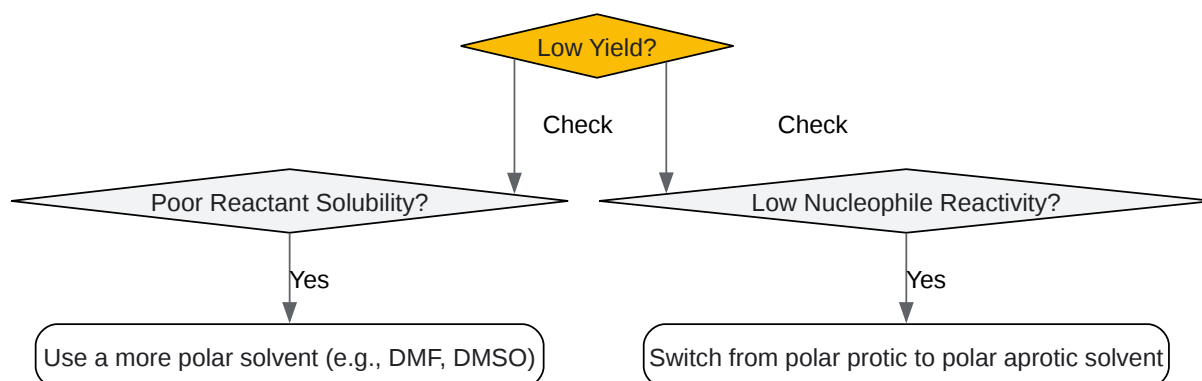 Low Yield?
Check
Check
Poor Reactant Solubility?
Low Nucleophile Reactivity?
Yes
Yes
Use a more polar solvent (e.g., DMF, DMSO)
Switch from polar protic to polar aprotic solvent